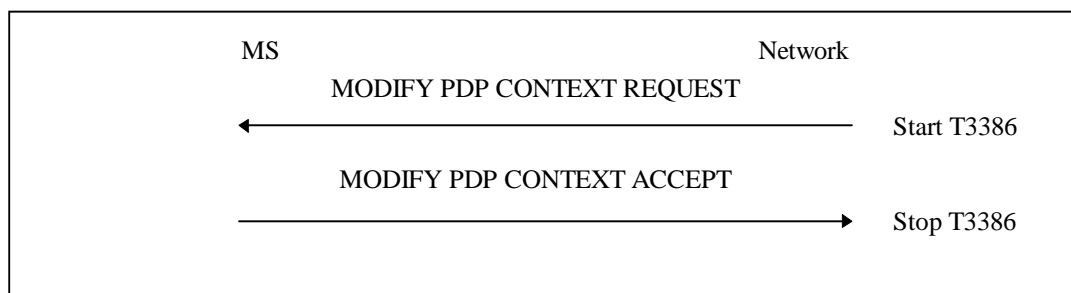 MS Network
MODIFY PDP CONTEXT REQUEST
Start T3386
MODIFY PDP CONTEXT ACCEPT
Stop T3386